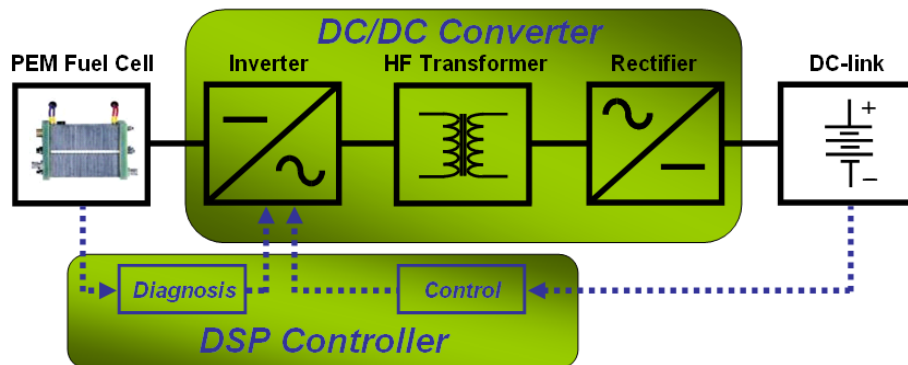 DC/DC Converter
PEM Fuel Cell
Inverter
HF Transformer
Rectifier
DC-link
+
−
Diagnosis
Control
DSP Controller